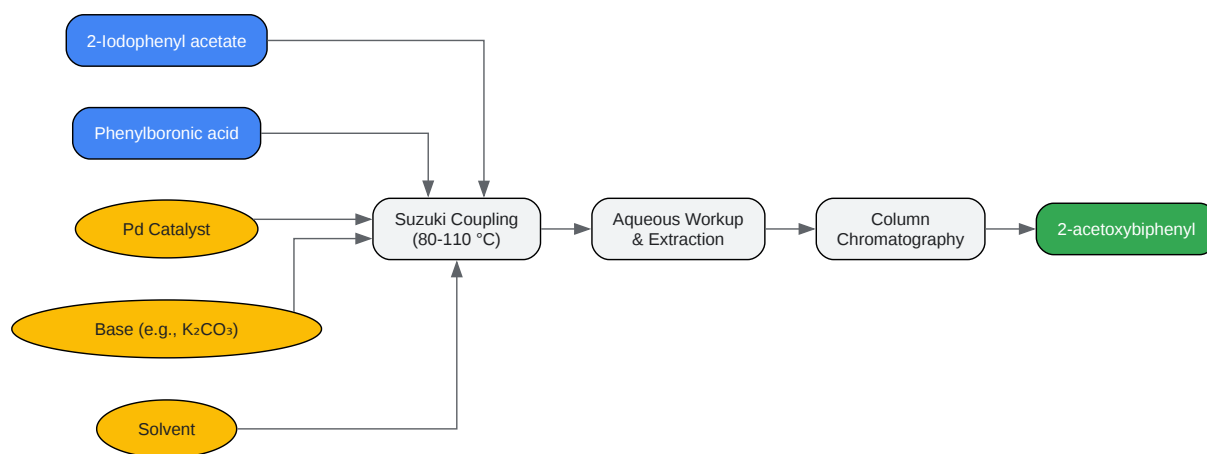 2-Iodophenyl acetate
Phenylboronic acid
Pd Catalyst
Base (e.g., K₂CO₃)
Solvent
Suzuki Coupling
(80-110 °C)
Aqueous Workup
& Extraction
Column
Chromatography
2-acetoxybiphenyl